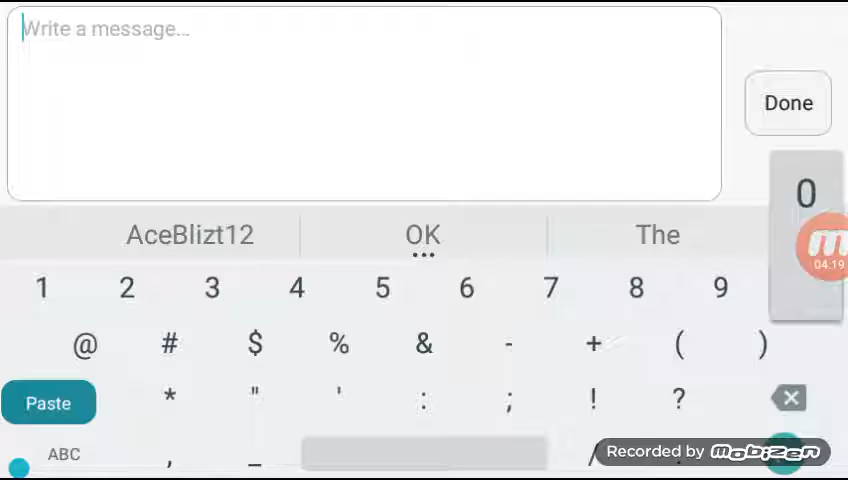 Write a message...
Done
0
AceBlizt12 OK The
04.19
1 2 3 4 5 6 7 8 9
@ # $ % & - + ( )
Paste * " ' : ; ! ?
ABC , _ /
Recorded by mobizen